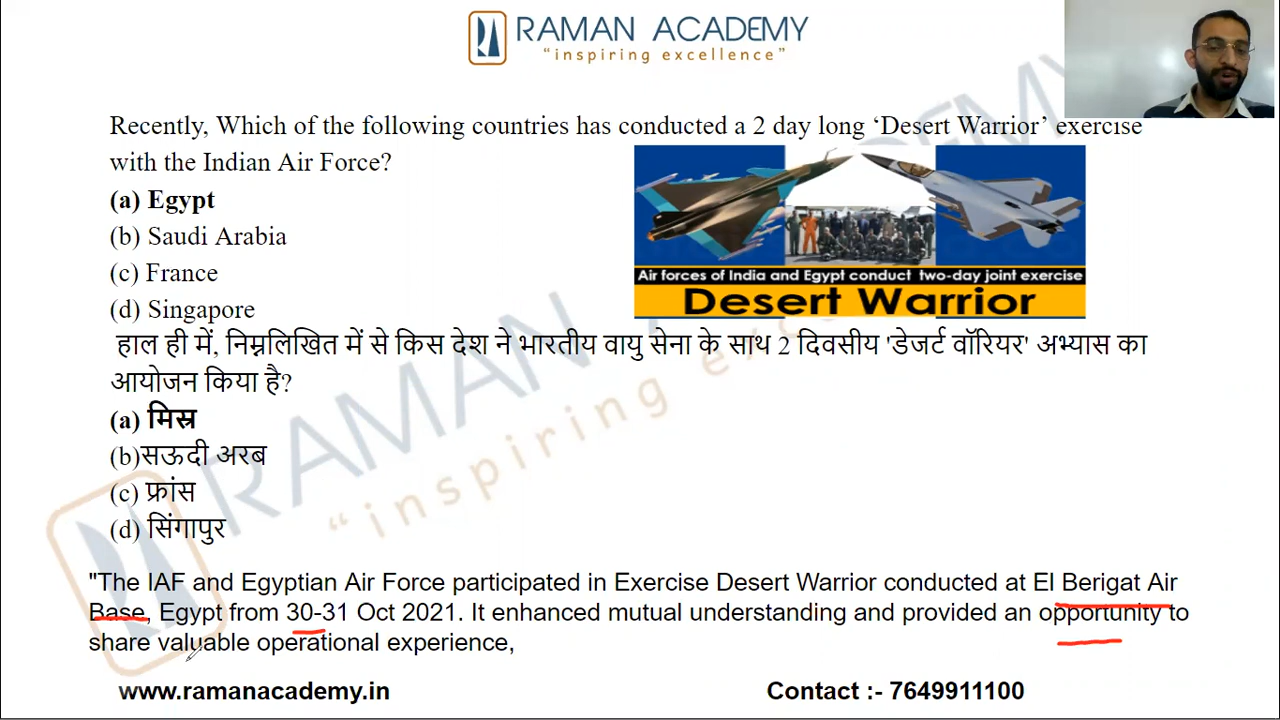 RAMAN ACADEMY
“inspiring excellence”
Recently, Which of the following countries has conducted a 2 day long ‘Desert Warrior’ exercise
with the Indian Air Force?
(a) Egypt
(b) Saudi Arabia
(c) France
(d) Singapore
Air forces of India and Egypt conduct two-day joint exercise
Desert Warrior
हाल ही में, निम्नलिखित में से किस देश ने भारतीय वायु सेना के साथ 2 दिवसीय 'डेजर्ट वॉरियर' अभ्यास का
आयोजन किया है?
(a) मिस्र
(b)सऊदी अरब
(c) फ्रांस
(d) सिंगापुर
"The IAF and Egyptian Air Force participated in Exercise Desert Warrior conducted at El Berigat Air
Base, Egypt from 30-31 Oct 2021. It enhanced mutual understanding and provided an opportunity to
share valuable operational experience,
www.ramanacademy.in
Contact :- 7649911100